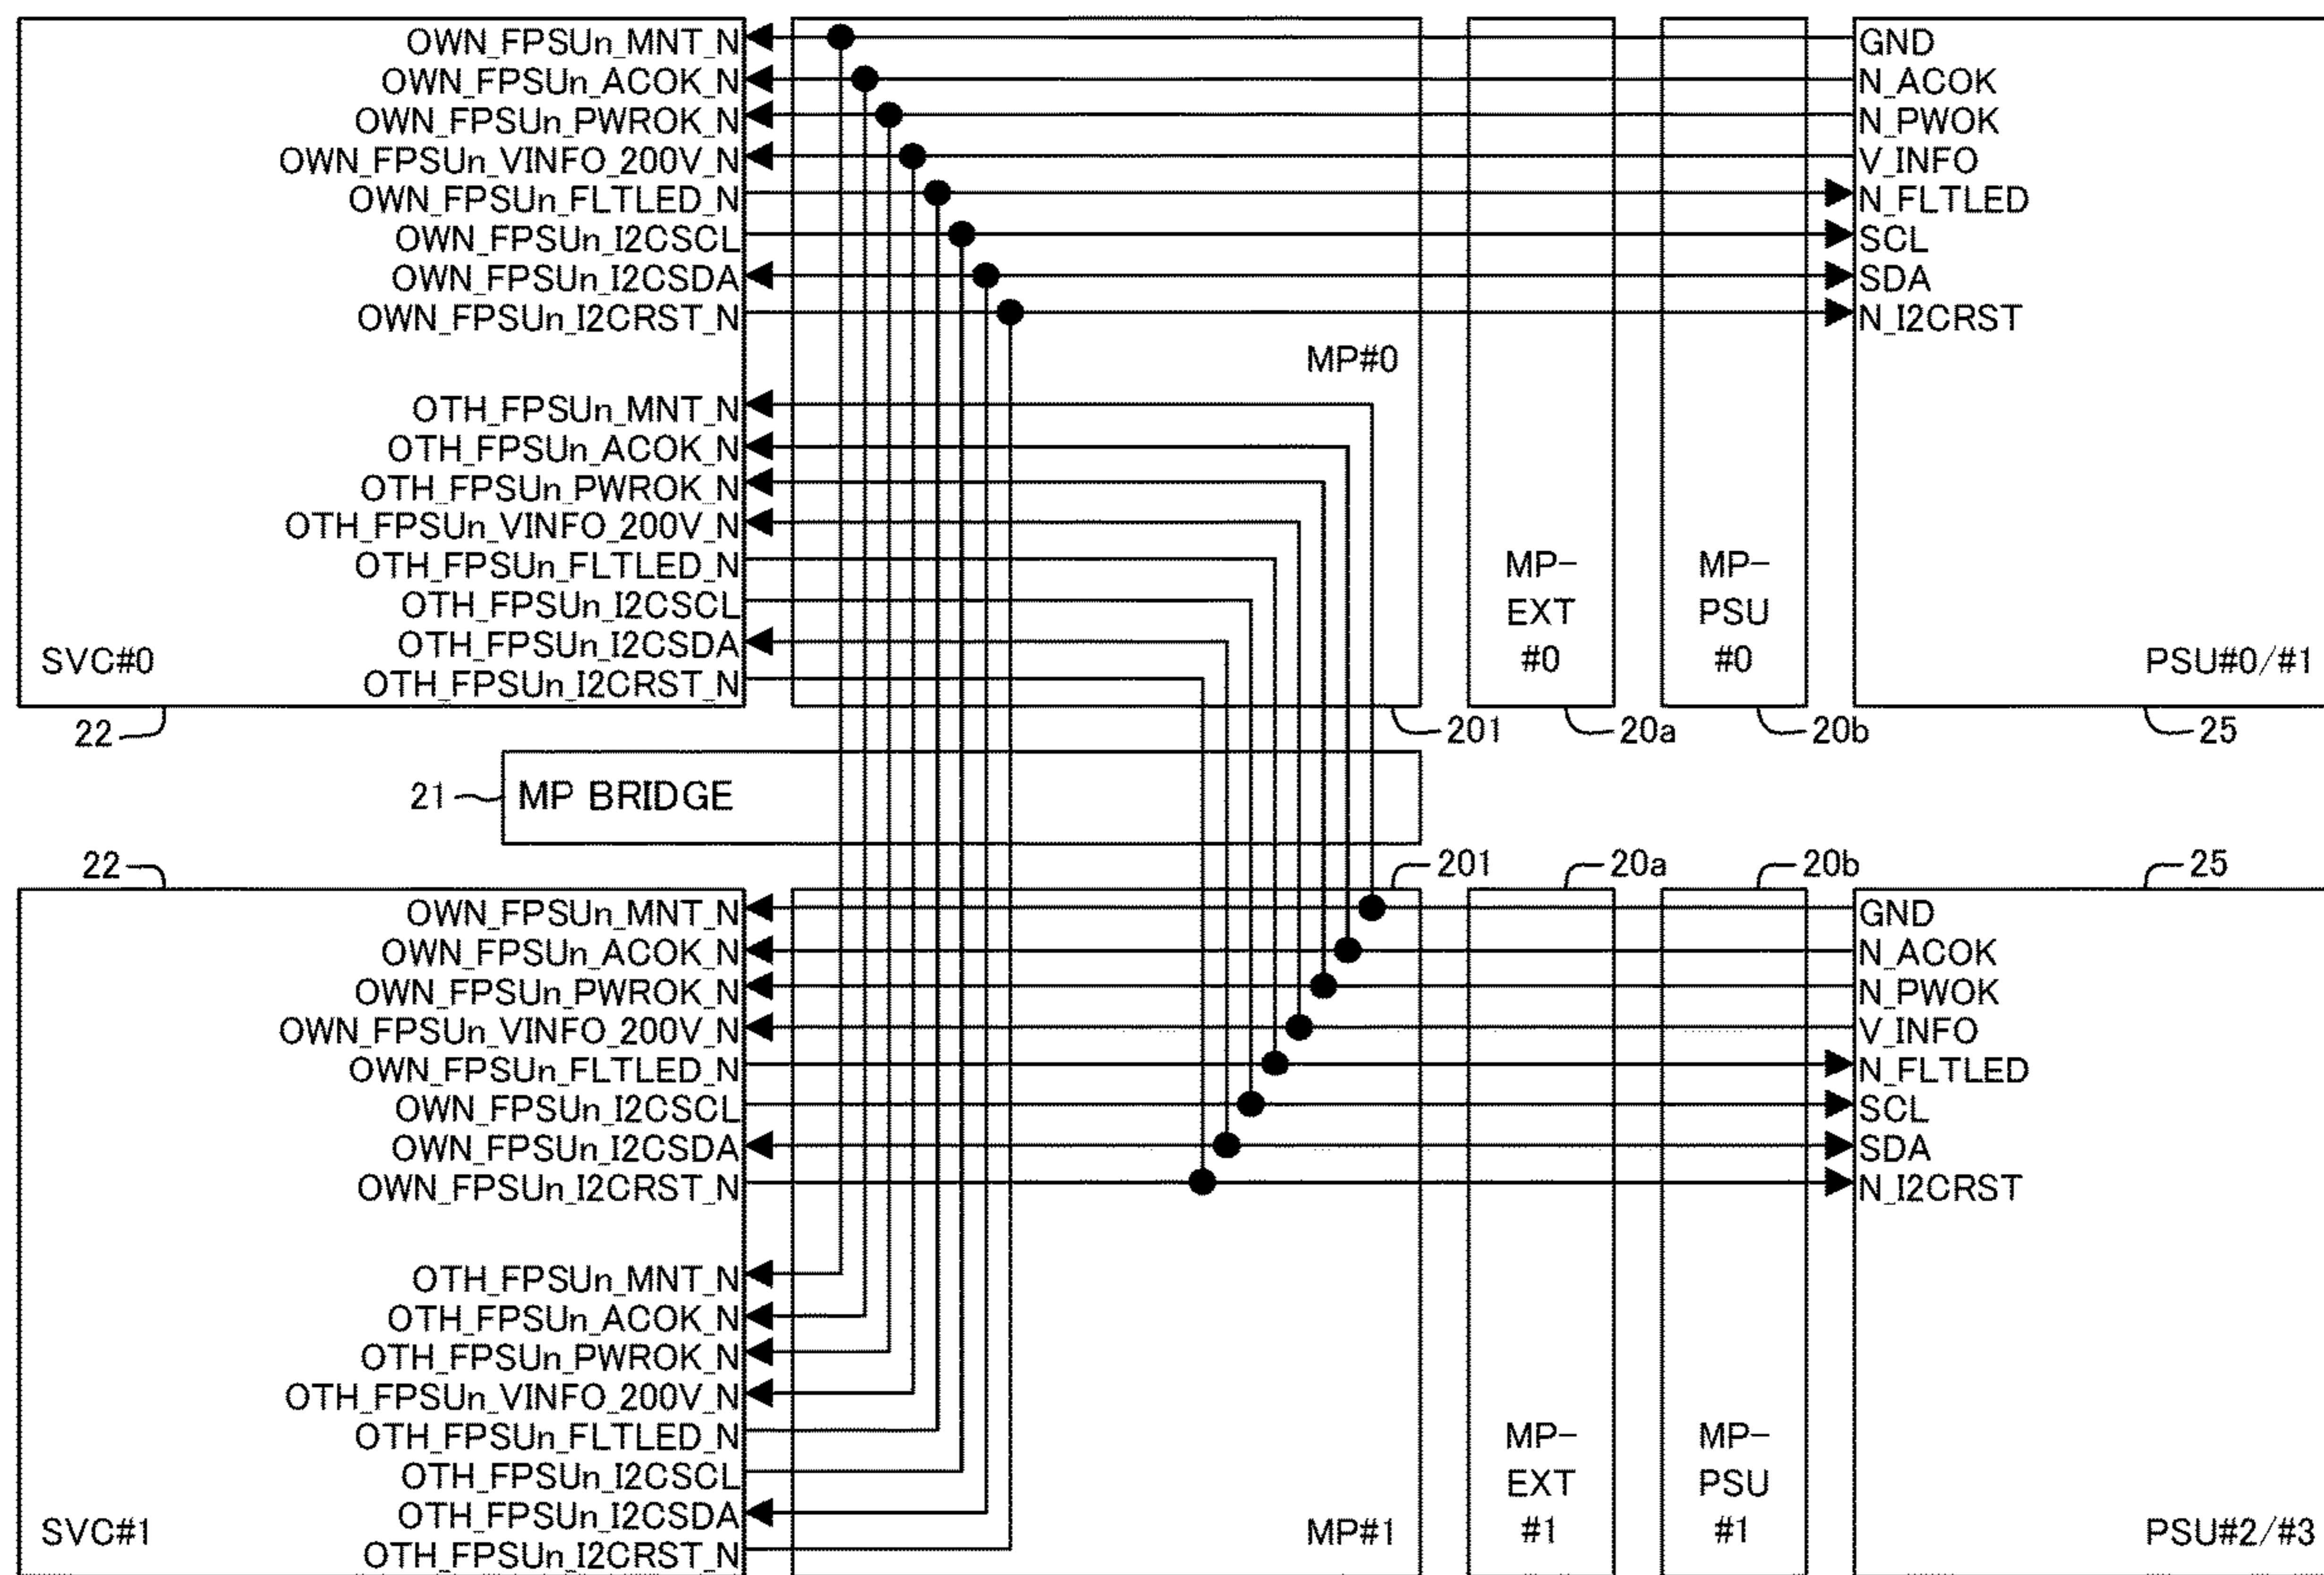 OWN_FPSUn_MNT_N
OWN_FPSUn_ACOK_N
OWN_FPSUn_PWROK_N
OWN_FPSUn_VINFO_200V_N
OWN_FPSUn_FLTLED_N
OWN_FPSUn_I2CSCL
OWN_FPSUn_I2CSDA
OWN_FPSUn_I2CRST_N
OTH_FPSUn_MNT_N
OTH_FPSUn_ACOK_N
OTH_FPSUn_PWROK_N
OTH_FPSUn_VINFO_200V_N
OTH_FPSUn_FLTLED_N
OTH_FPSUn_I2CSCL
OTH_FPSUn_I2CSDA
OTH_FPSUn_I2CRST_N
SVC#0
22
MP#0
201
MP-
EXT
#0
20a
MP-
PSU
#0
20b
GND
N_ACOK
N_PWOK
V_INFO
N_FLTLED
SCL
SDA
N_I2CRST
PSU#0/#1
25
21
MP BRIDGE
22
OWN_FPSUn_MNT_N
OWN_FPSUn_ACOK_N
OWN_FPSUn_PWROK_N
OWN_FPSUn_VINFO_200V_N
OWN_FPSUn_FLTLED_N
OWN_FPSUn_I2CSCL
OWN_FPSUn_I2CSDA
OWN_FPSUn_I2CRST_N
OTH_FPSUn_MNT_N
OTH_FPSUn_ACOK_N
OTH_FPSUn_PWROK_N
OTH_FPSUn_VINFO_200V_N
OTH_FPSUn_FLTLED_N
OTH_FPSUn_I2CSCL
OTH_FPSUn_I2CSDA
OTH_FPSUn_I2CRST_N
SVC#1
201
MP#1
20a
MP-
EXT
#1
20b
MP-
PSU
#1
25
GND
N_ACOK
N_PWOK
V_INFO
N_FLTLED
SCL
SDA
N_I2CRST
PSU#2/#3